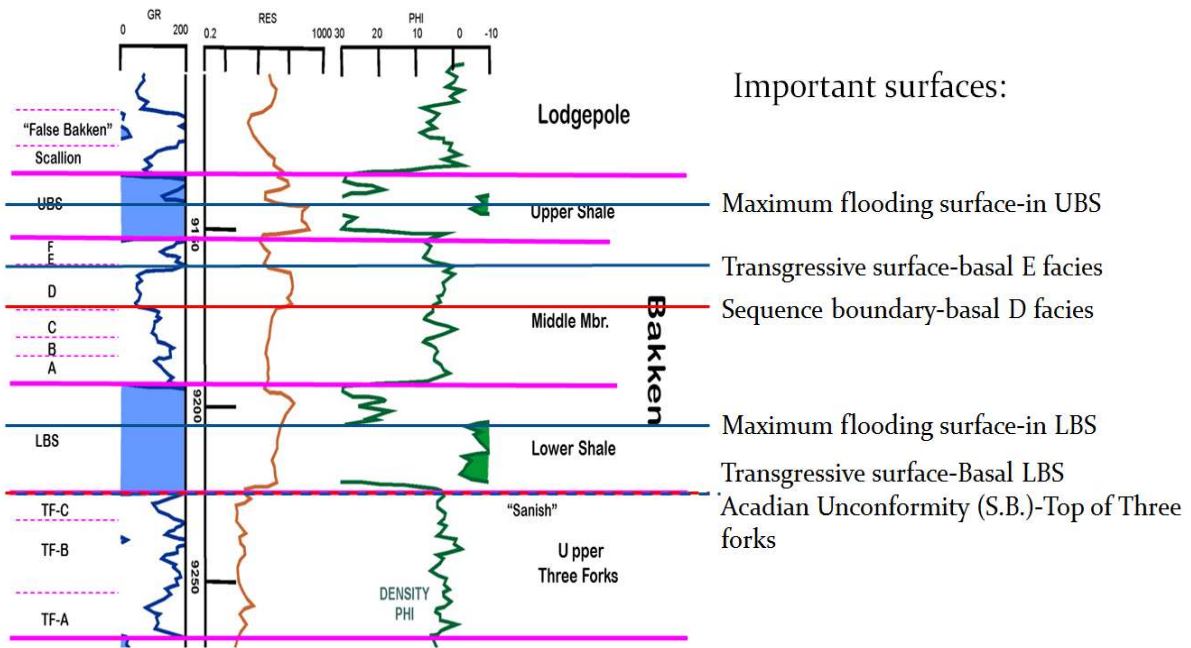 GR
RES
PHI
0 200
0.2 1000
30 20 10 0 -10
Important surfaces:
Lodgepole
"False Bakken"
Scallion
UBS
Upper Shale
Maximum flooding surface-in UBS
9150
F
E
Transgressive surface-basal E facies
D
Sequence boundary-basal D facies
Middle Mbr.
C
B
A
Bakken
9200
Maximum flooding surface-in LBS
LBS
Lower Shale
Transgressive surface-Basal LBS
Acadian Unconformity (S.B.)-Top of Three
forks
TF-C
"Sanish"
TF-B
U pper
Three Forks
9250
DENSITY
PHI
TF-A